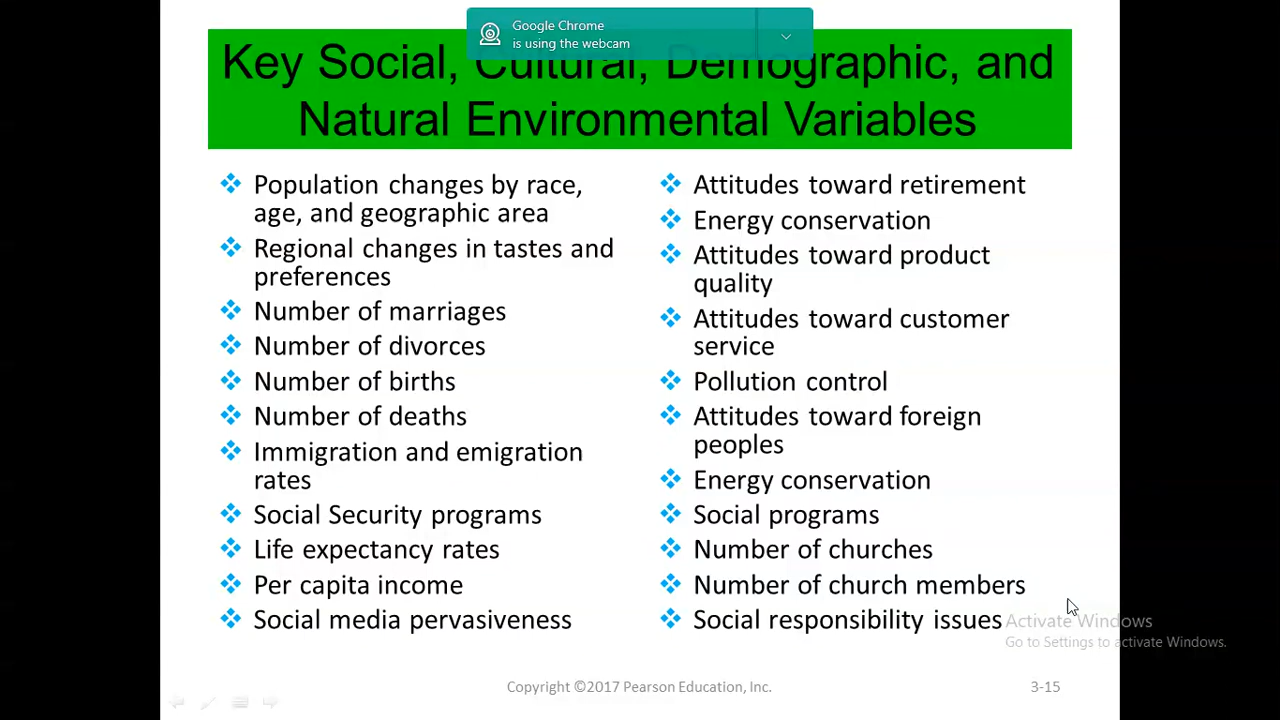 Google Chrome
is using the webcam
Key Social, Cultural, Demographic, and
Natural Environmental Variables
Population changes by race,
age, and geographic area
Regional changes in tastes and
preferences
Number of marriages
Number of divorces
Number of births
Number of deaths
Immigration and emigration
rates
Social Security programs
Life expectancy rates
Per capita income
Social media pervasiveness
Attitudes toward retirement
Energy conservation
Attitudes toward product
quality
Attitudes toward customer
service
Pollution control
Attitudes toward foreign
peoples
Energy conservation
Social programs
Number of churches
Number of church members
Social responsibility issues
Activate Windows
Go to Settings to activate Windows.
Copyright ©2017 Pearson Education, Inc.
3-15